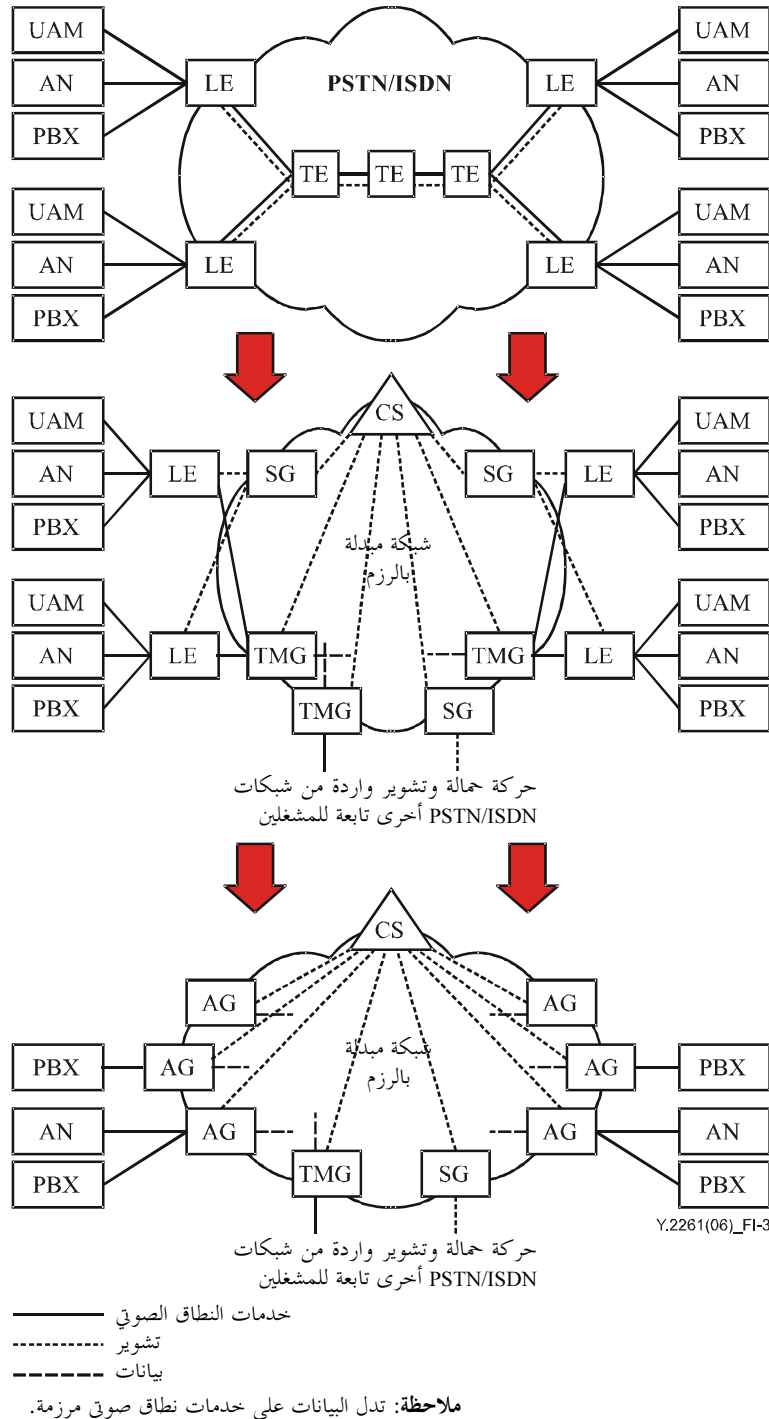 UAM
UAM
AN
LE
PSTN/ISDN
LE
AN
PBX
PBX
TE
TE
TE
UAM
UAM
AN
LE
LE
AN
PBX
PBX
CS
UAM
UAM
AN
LE
SG
SG
LE
AN
PBX
PBX
شبكة مبدلة
بالرزم
UAM
UAM
AN
LE
TMG
TMG
LE
AN
PBX
TMG
SG
PBX
حركة حمالة وتشوير واردة من شبكات
PSTN/ISDN أخرى تابعة للمشغلين
CS
AG
AG
شبكة مبدلة
بالرزم
PBX
AG
AG
PBX
AN
AG
AG
AN
PBX
TMG
SG
PBX
Y.2261(06)_FI-3
حركة حمالة وتشوير واردة من شبكات
PSTN/ISDN أخرى تابعة للمشغلين
خدمات النطاق الصوتي
تشوير
بيانات
ملاحظة: تدل البيانات على خدمات نطاق صوتي مرزمة.